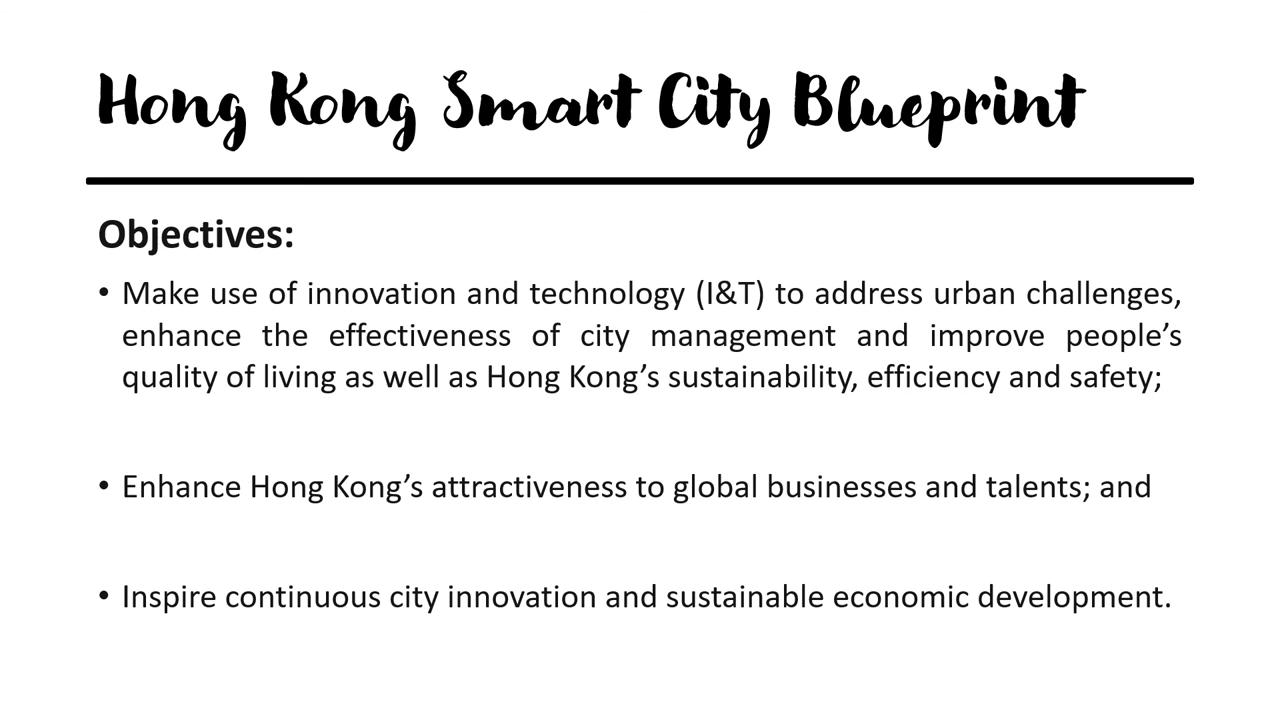 Hong Kong Smart City Blueprint
Objectives:
• Make use of innovation and technology (I&T) to address urban challenges,
enhance the effectiveness of city management and improve people’s
quality of living as well as Hong Kong’s sustainability, efficiency and safety;
• Enhance Hong Kong’s attractiveness to global businesses and talents; and
• Inspire continuous city innovation and sustainable economic development.